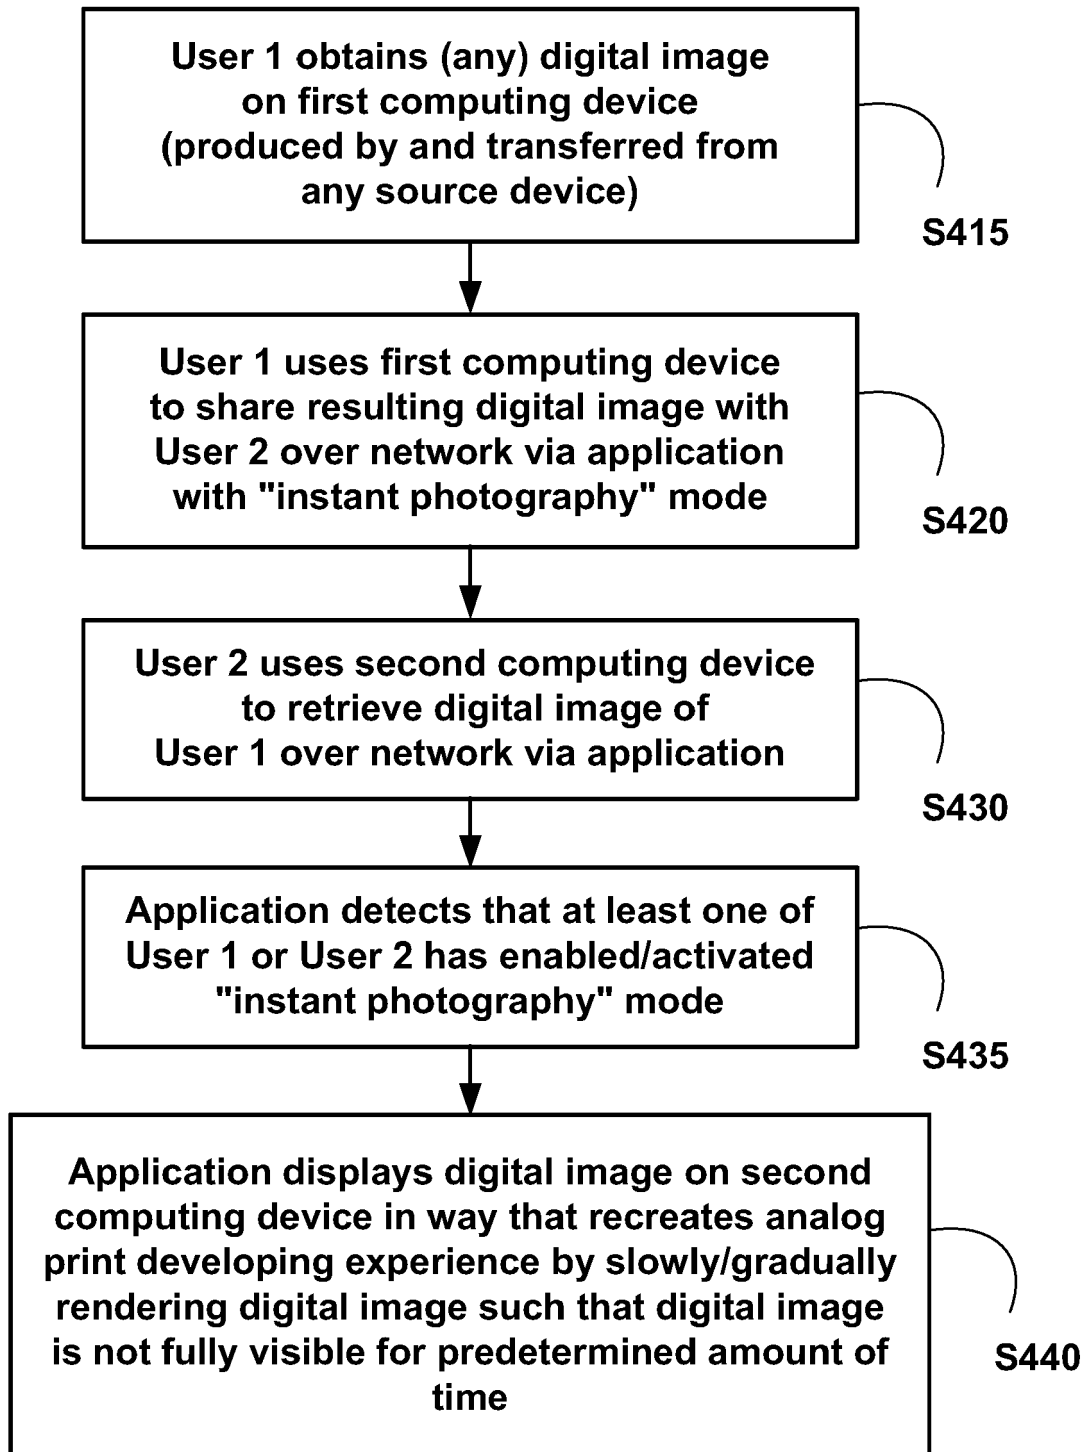 User 1 obtains (any) digital image
on first computing device
(produced by and transferred from
any source device)
S415
User 1 uses first computing device
to share resulting digital image with
User 2 over network via application
with "instant photography" mode
S420
User 2 uses second computing device
to retrieve digital image of
User 1 over network via application
S430
Application detects that at least one of
User 1 or User 2 has enabled/activated
"instant photography" mode
S435
Application displays digital image on second
computing device in way that recreates analog
print developing experience by slowly/gradually
rendering digital image such that digital image
is not fully visible for predetermined amount of
time
S440